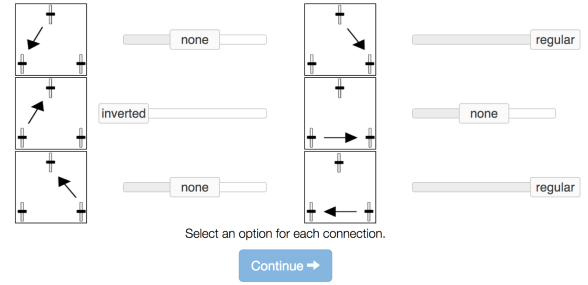 none
regular
inverted
none
none
regular
Select an option for each connection.
Continue ➔